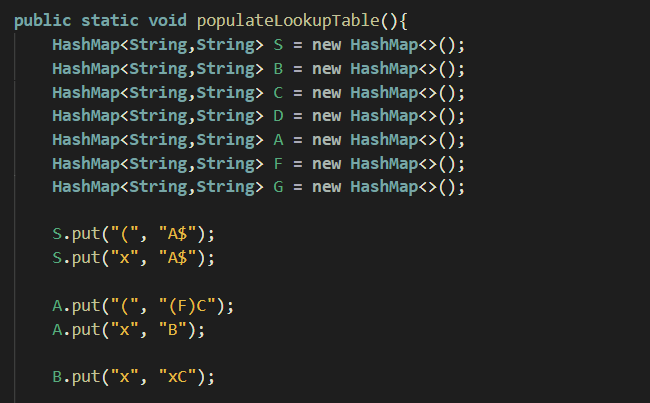 public static void populateLookupTable(){
HashMap<String,String> S = new HashMap<>();
HashMap<String,String> B = new HashMap<>();
HashMap<String,String> C = new HashMap<>();
HashMap<String,String> D = new HashMap<>();
HashMap<String,String> A = new HashMap<>();
HashMap<String,String> F = new HashMap<>();
HashMap<String,String> G = new HashMap<>();
S.put("(", "A$");
S.put("x", "A$");
A.put("(", "(F)C");
A.put("x", "B");
B.put("x", "xC");